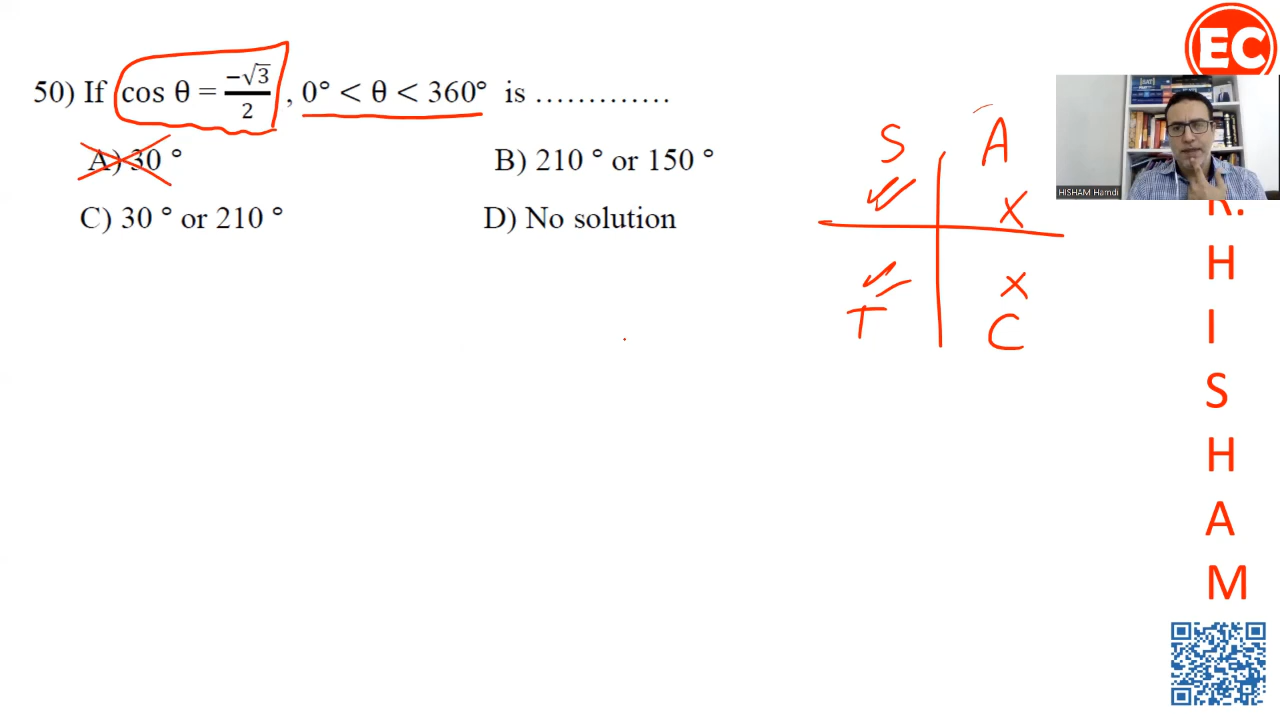 50) If cos θ = −√3/2 , 0° < θ < 360° is ………….
A) 30 °
B) 210 ° or 150 °
C) 30 ° or 210 °
D) No solution
S A
X
X
T C
EC
HISHAM Hamdi
R.
H
I
S
H
A
M